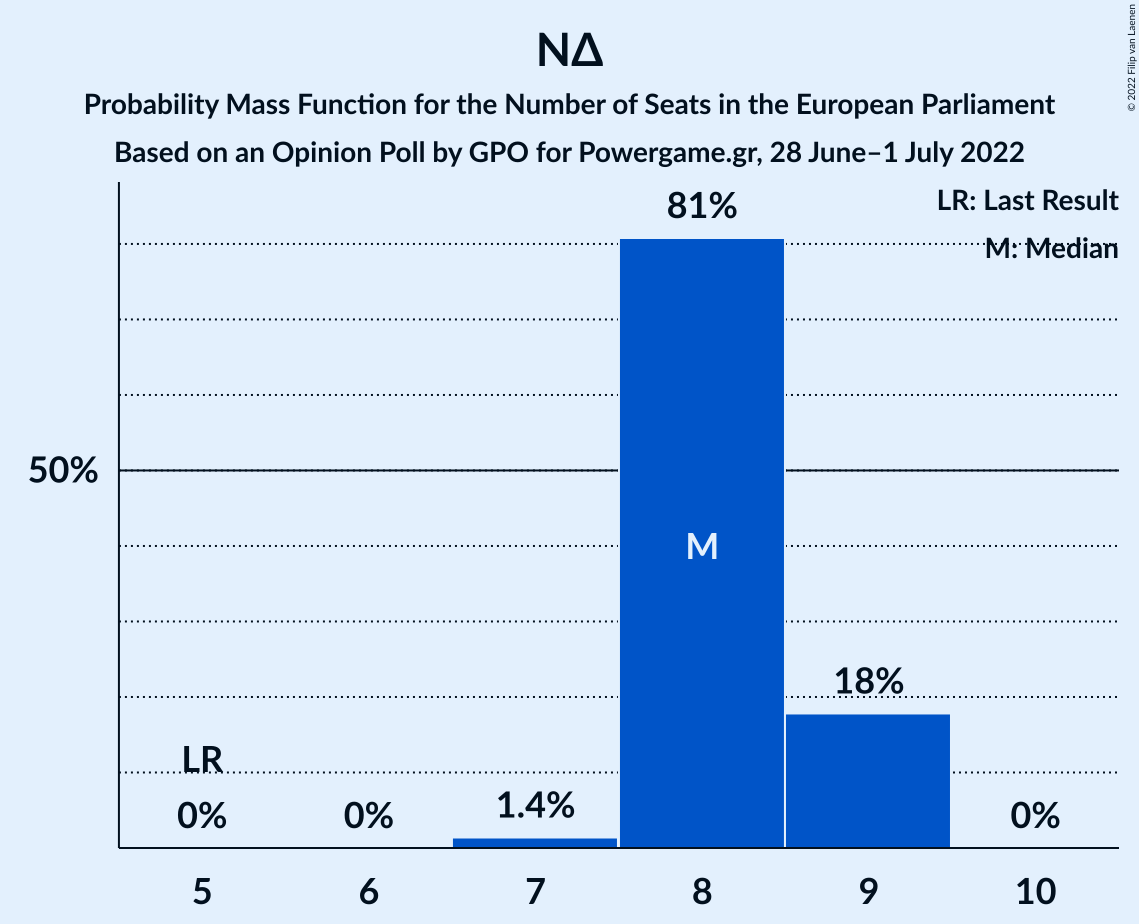 ΝΔ
Probability Mass Function for the Number of Seats in the European Parliament
Based on an Opinion Poll by GPO for Powergame.gr, 28 June–1 July 2022
© 2022 Filip van Laenen
LR: Last Result
M: Median
81%
50%
M
18%
LR
0%
0%
1.4%
0%
5
6
7
8
9
10